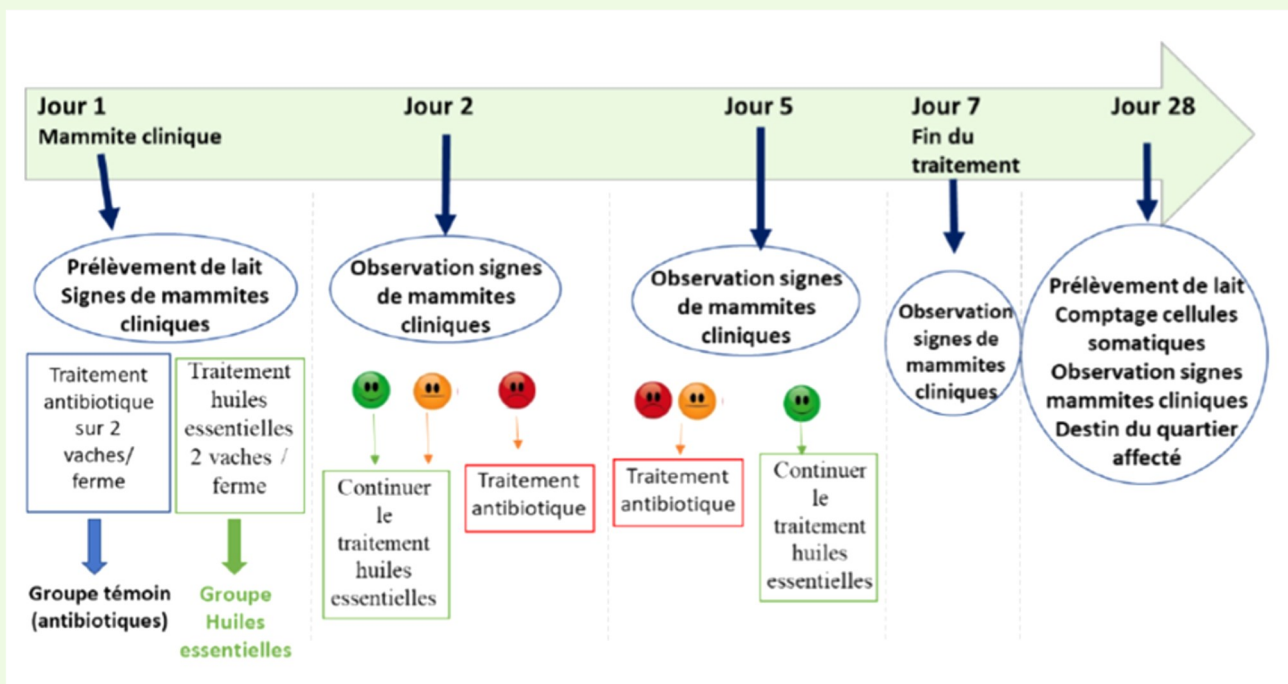 Jour 1
Mammite clinique
Jour 2
Jour 5
Jour 7
Fin du
traitement
Jour 28
Prélèvement de lait
Signes de mammites
cliniques
Observation signes
de mammites
cliniques
Observation signes
de mammites
cliniques
Observation
signes de
mammites
cliniques
Prélèvement de lait
Comptage cellules
somatiques
Observation signes
mammites cliniques
Destin du quartier
affecté
Traitement
antibiotique
sur 2
vaches/
ferme
Traitement
huiles
essentielles
2 vaches /
ferme
Continuer
le
traitement
huiles
essentielles
Traitement
antibiotique
Traitement
antibiotique
Continuer
le
traitement
huiles
essentielles
Groupe témoin
(antibiotiques)
Groupe
Huiles
essentielles